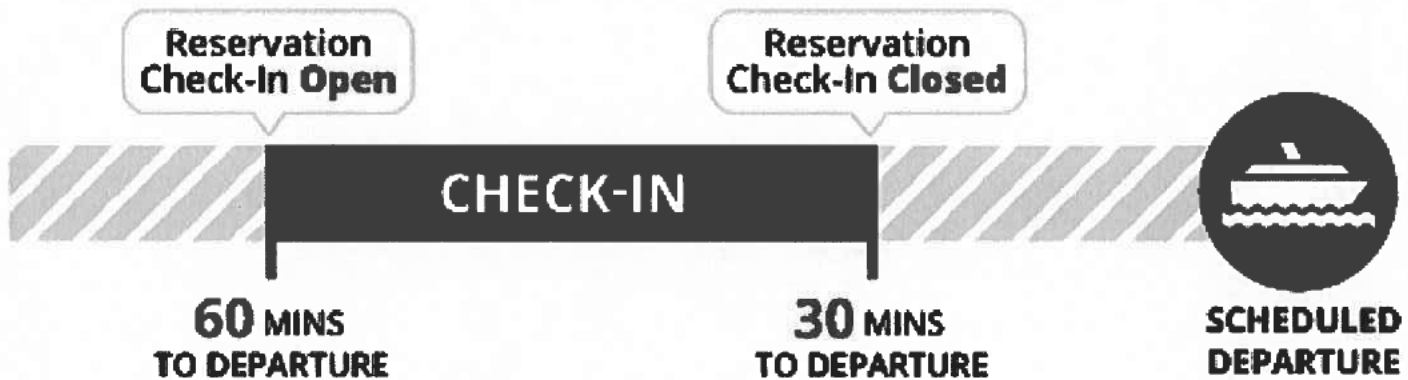 Reservation
Check-In Open
Reservation
Check-In Closed
CHECK-IN
60 MINS
TO DEPARTURE
30 MINS
TO DEPARTURE
SCHEDULED
DEPARTURE